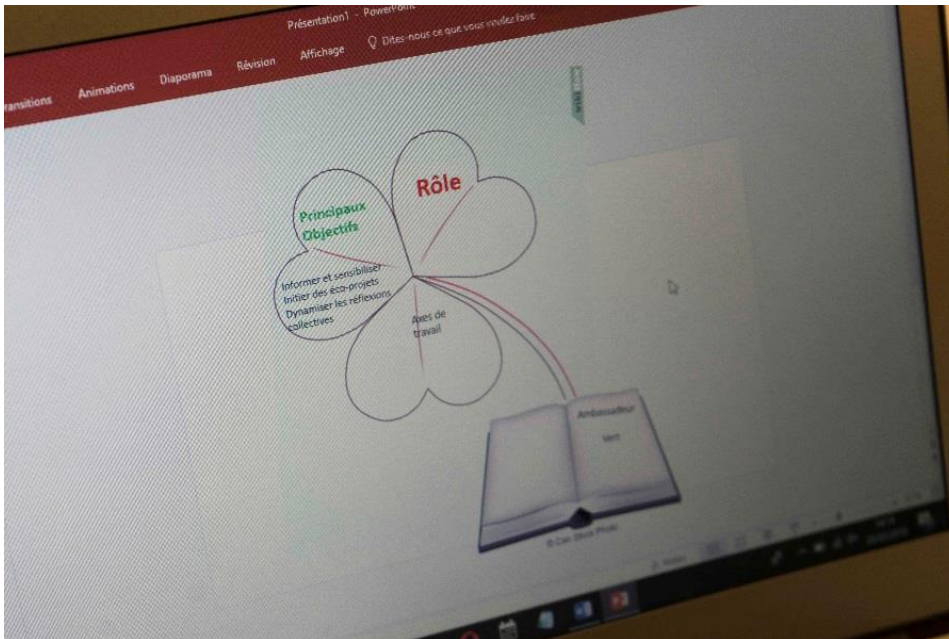 Présentation1 - PowerPoint
Animations
Diaporama
Révision
Affichage
Dites-nous ce que vous voulez faire
Rôle
Principaux
Objectifs
Informer et sensibiliser
Initier des éco-projets
Dynamiser les réflexions
collectives
Axes de
travail
Ambassadeur
Vert
© Can Stock Photo